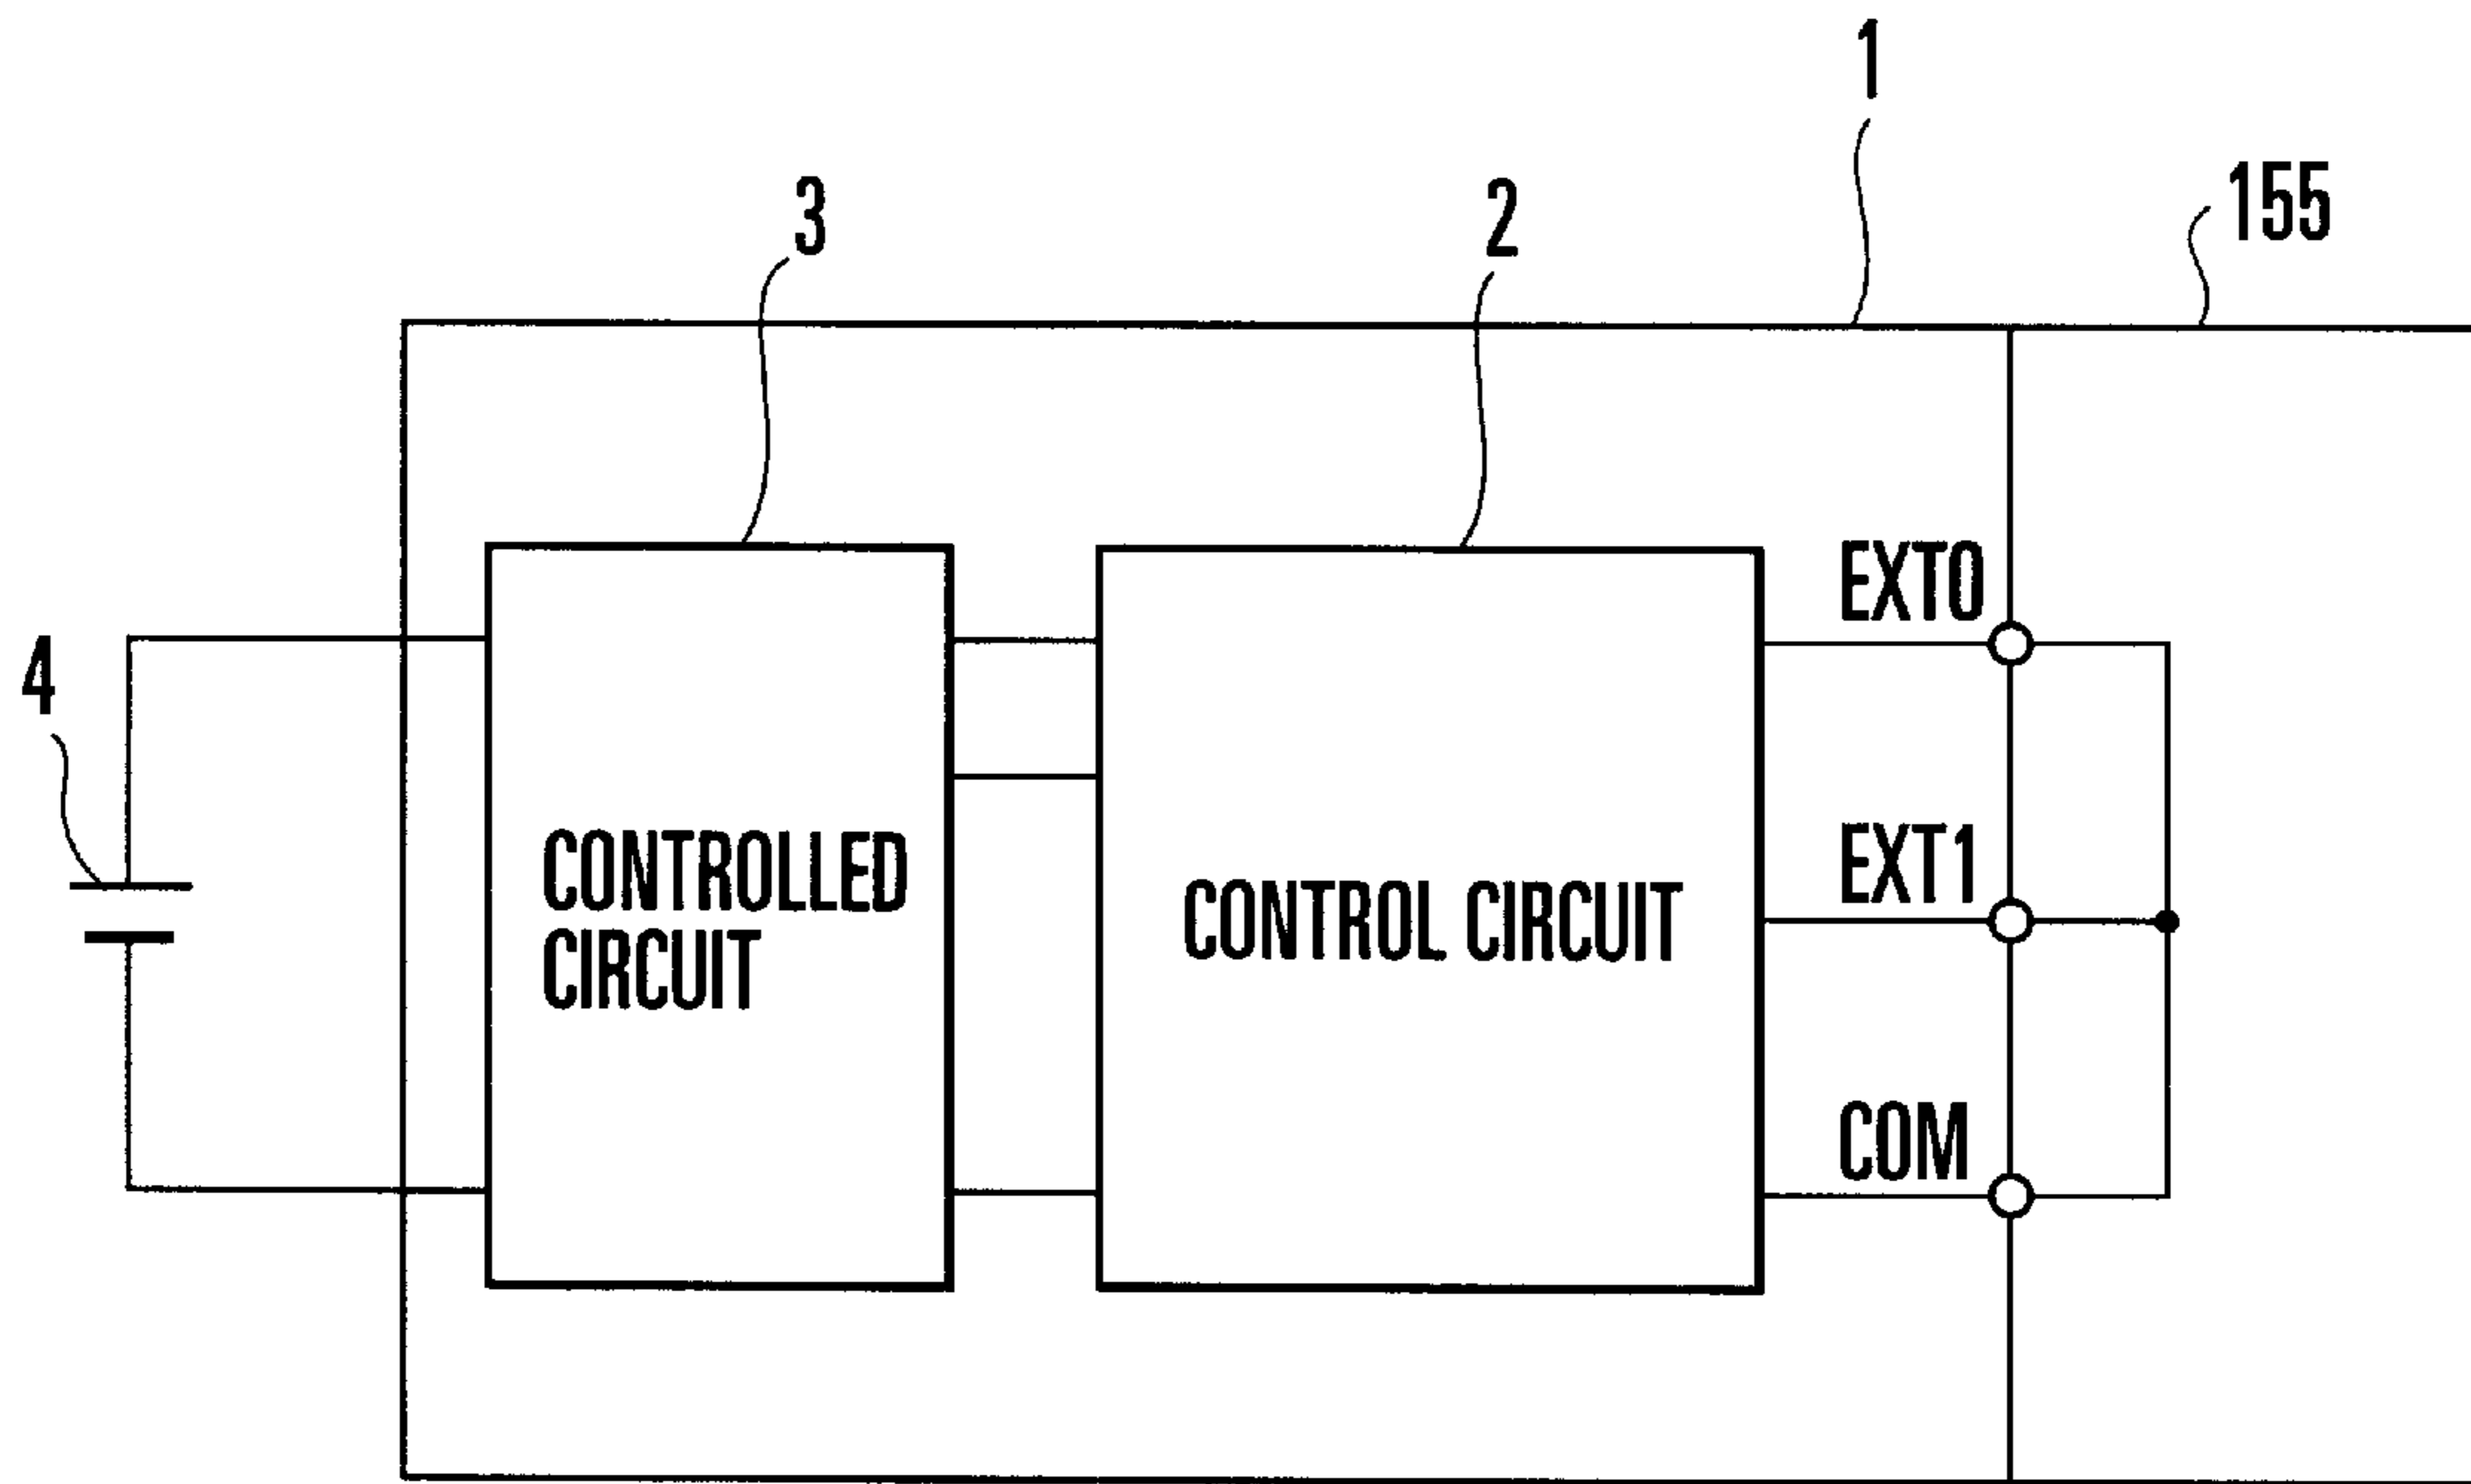 1
155
3
2
EXT0
4
EXT1
CONTROLLED
CIRCUIT
CONTROL CIRCUIT
COM